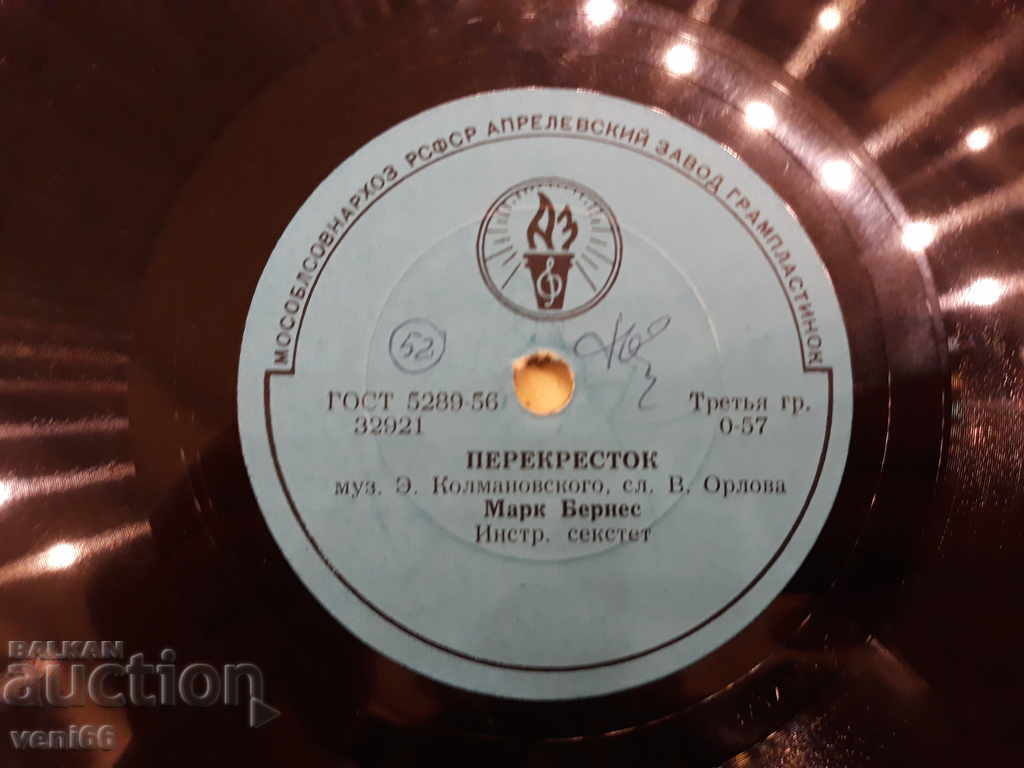 МОСОБЛСОВНАРХОЗ РСФСР АПРЕЛЕВСКИЙ ЗАВОД ГРАМПЛАСТИНОК
АЗ
52
ГОСТ 5289-56
32921
Третья гр.
0-57
ПЕРЕКРЕСТОК
муз. Э. Колмановского, сл. В. Орлова
Марк Бернес
Инстр. секстет
BALKAN
auction
veni66